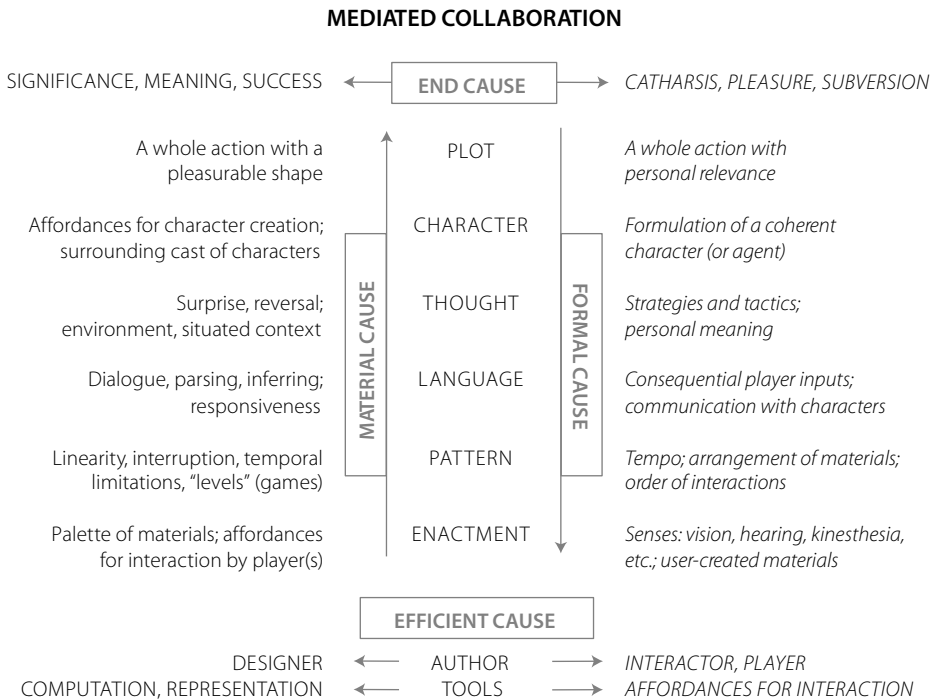 MEDIATED COLLABORATION
SIGNIFICANCE, MEANING, SUCCESS
END CAUSE
CATHARSIS, PLEASURE, SUBVERSION
A whole action with a
pleasurable shape
PLOT
A whole action with
personal relevance
Affordances for character creation;
surrounding cast of characters
CHARACTER
Formulation of a coherent
character (or agent)
MATERIAL CAUSE
FORMAL CAUSE
Surprise, reversal;
environment, situated context
THOUGHT
Strategies and tactics;
personal meaning
Dialogue, parsing, inferring;
responsiveness
LANGUAGE
Consequential player inputs;
communication with characters
Linearity, interruption, temporal
limitations, “levels” (games)
PATTERN
Tempo; arrangement of materials;
order of interactions
Palette of materials; affordances
for interaction by player(s)
ENACTMENT
Senses: vision, hearing, kinesthesia,
etc.; user-created materials
EFFICIENT CAUSE
DESIGNER
AUTHOR
INTERACTOR, PLAYER
COMPUTATION, REPRESENTATION
TOOLS
AFFORDANCES FOR INTERACTION